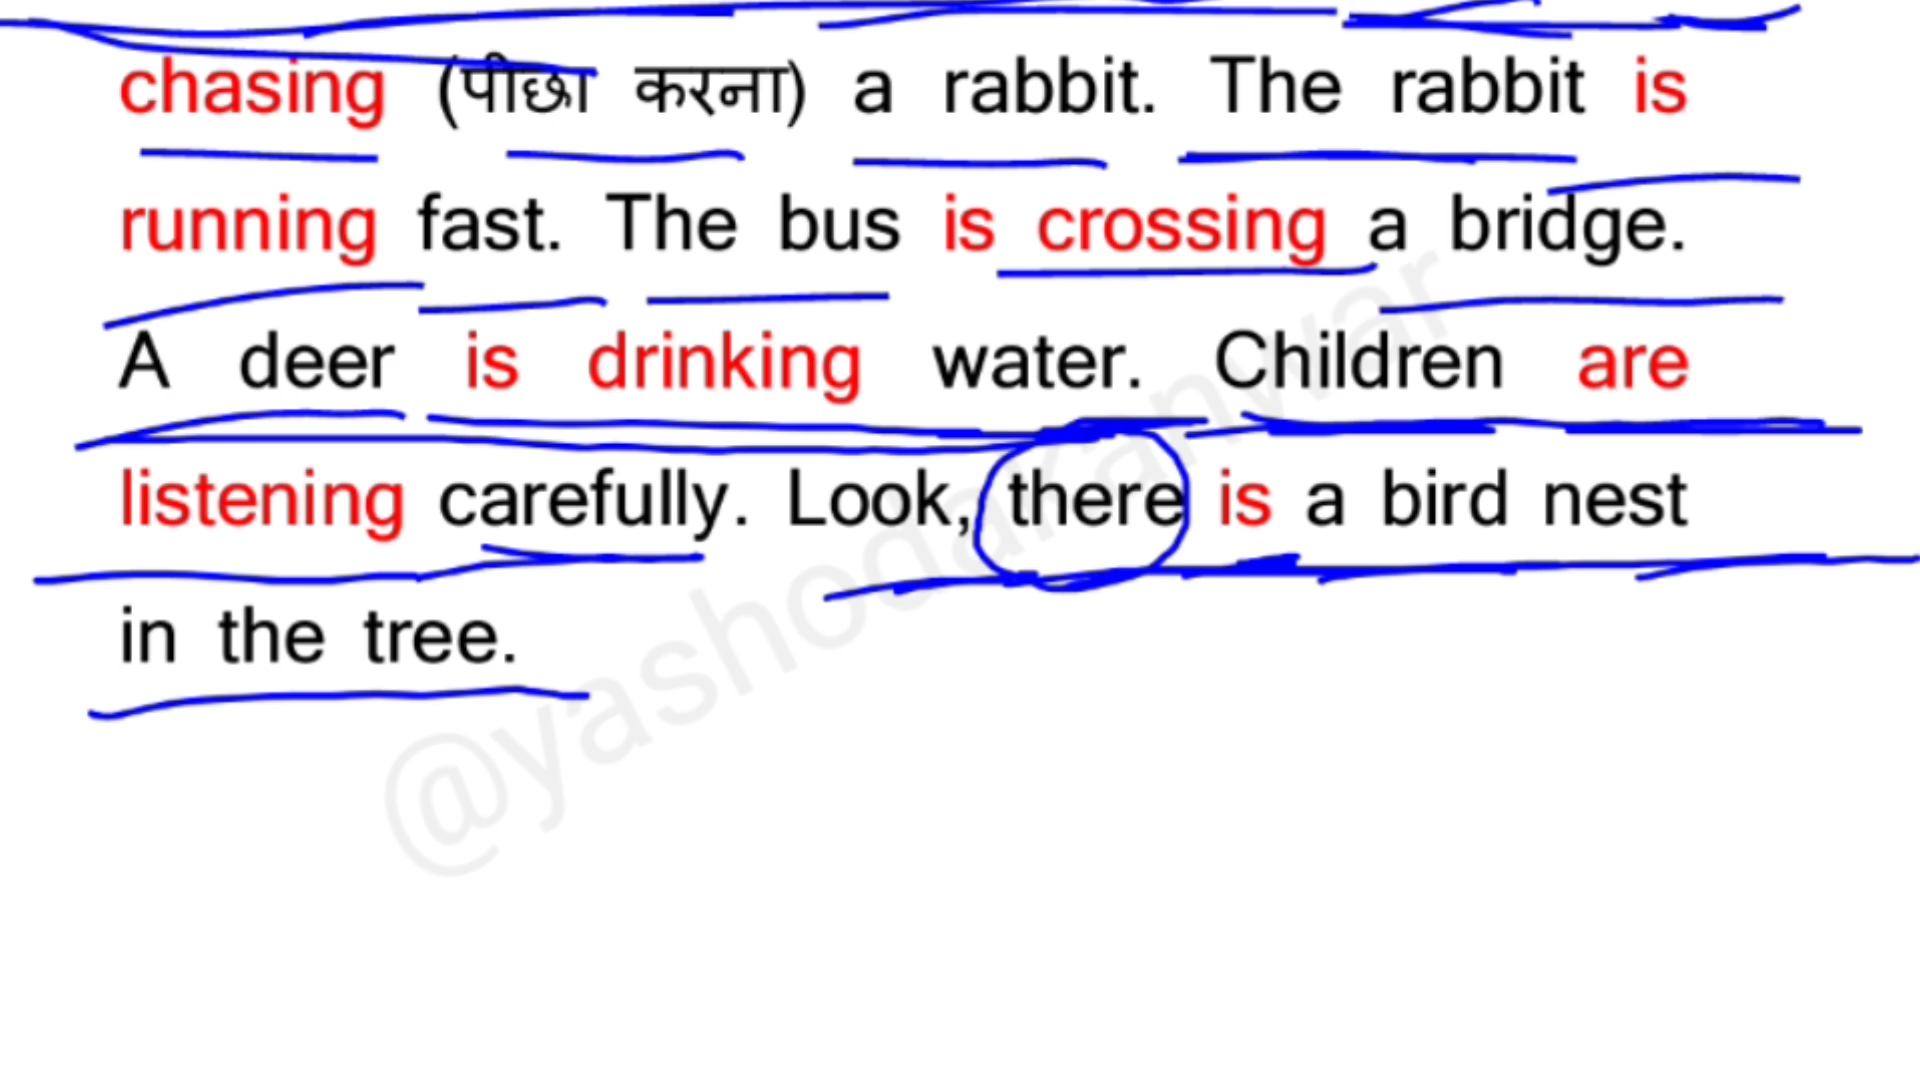 chasing (पीछा करना) a rabbit. The rabbit is
running fast. The bus is crossing a bridge.
A deer is drinking water. Children are
listening carefully. Look, there is a bird nest
in the tree.
@yashodakanwar